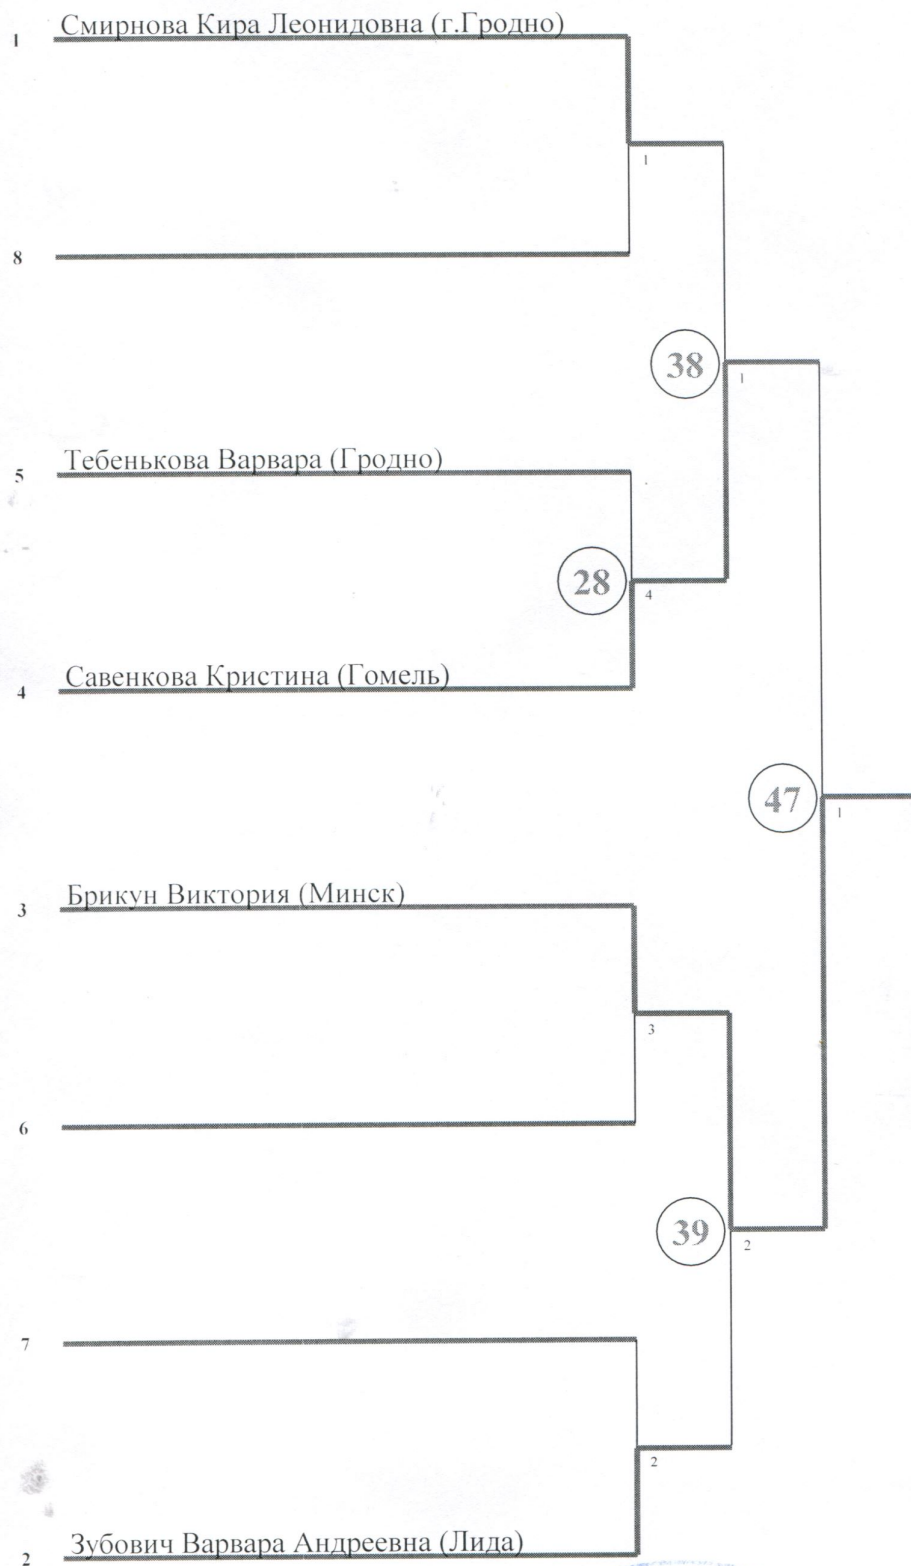 1 Смирнова Кира Леонидовна (г.Гродно)
1
8
38
1
5 Тебенькова Варвара (Гродно)
28
4
4 Савенкова Кристина (Гомель)
47
1
3 Брикун Виктория (Минск)
3
6
39
2
7
2
2 Зубович Варвара Андреевна (Лида)